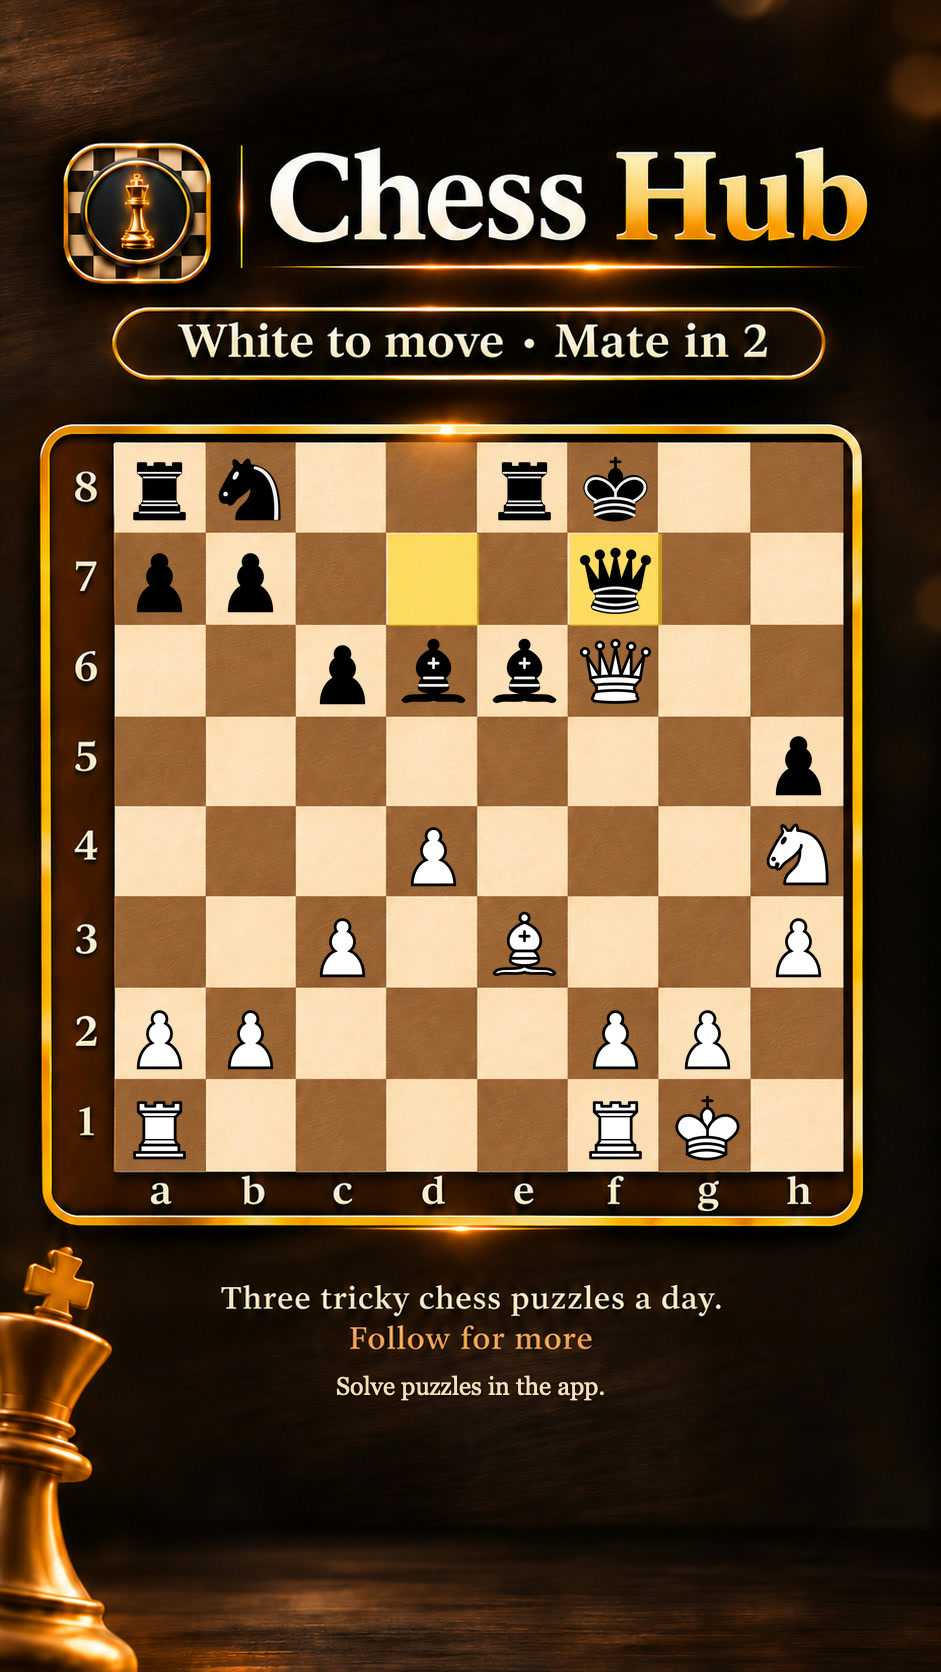 Chess Hub
White to move • Mate in 2
8
7
6
5
4
3
2
1
a b c d e f g h
Three tricky chess puzzles a day.
Follow for more
Solve puzzles in the app.